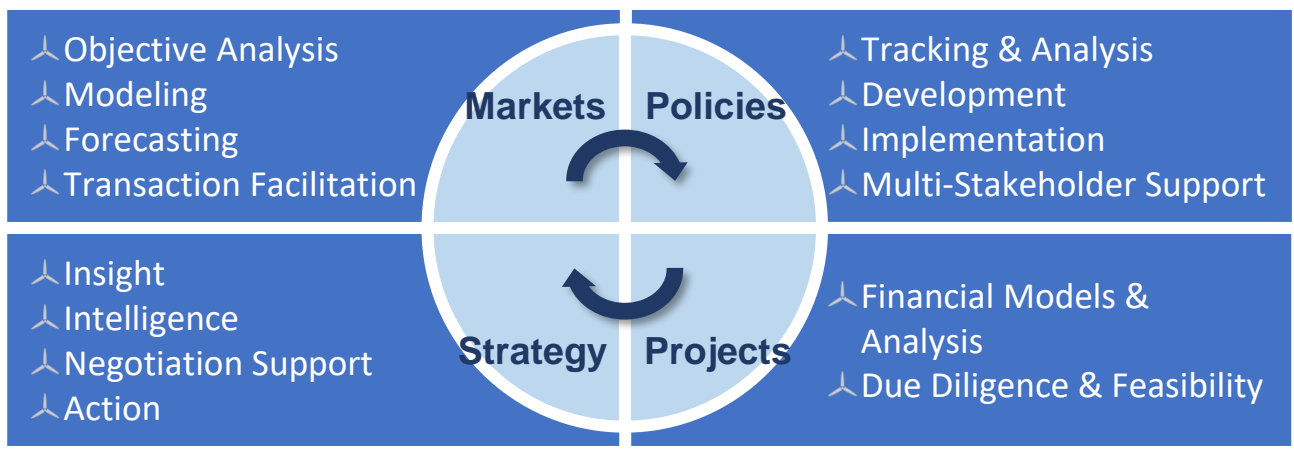 Objective Analysis
Modeling
Forecasting
Transaction Facilitation
Markets
Policies
Tracking & Analysis
Development
Implementation
Multi-Stakeholder Support
Insight
Intelligence
Negotiation Support
Action
Strategy
Projects
Financial Models &
Analysis
Due Diligence & Feasibility